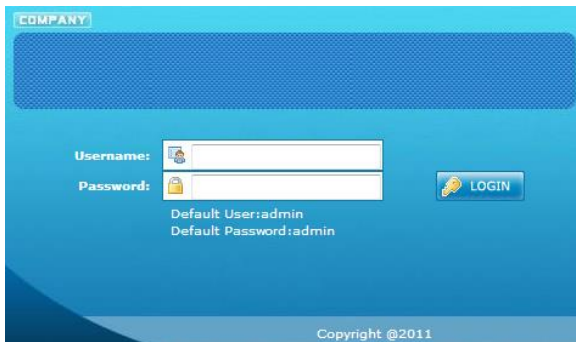 COMPANY
Username:
Password:
LOGIN
Default User:admin
Default Password:admin
Copyright @2011